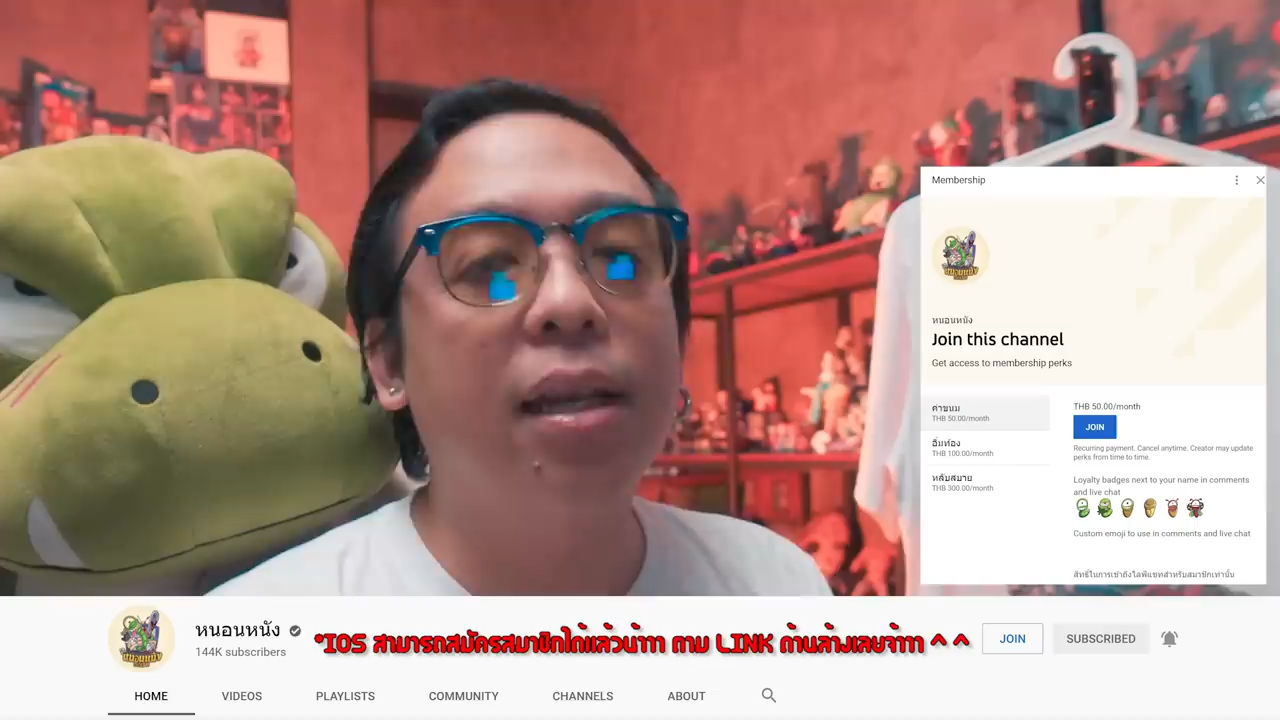 Membership
หนอนหนัง
Join this channel
Get access to membership perks
ค่าขนม
THB 50.00/month
อิ่มท้อง
THB 100.00/month
หลับสบาย
THB 300.00/month
THB 50.00/month
JOIN
Recurring payment. Cancel anytime. Creator may update
perks from time to time.
Loyalty badges next to your name in comments
and live chat
Custom emoji to use in comments and live chat
สิทธิ์ในการเข้าถึงไลฟ์แชทสำหรับสมาชิกเท่านั้น
หนอนหนัง
144K subscribers
*IOS สามารถสมัครสมาชิกได้แล้วน้าาา ตาม LINK ด้านล่างเลยจ้าาา ^ ^
JOIN
SUBSCRIBED
HOME VIDEOS PLAYLISTS COMMUNITY CHANNELS ABOUT